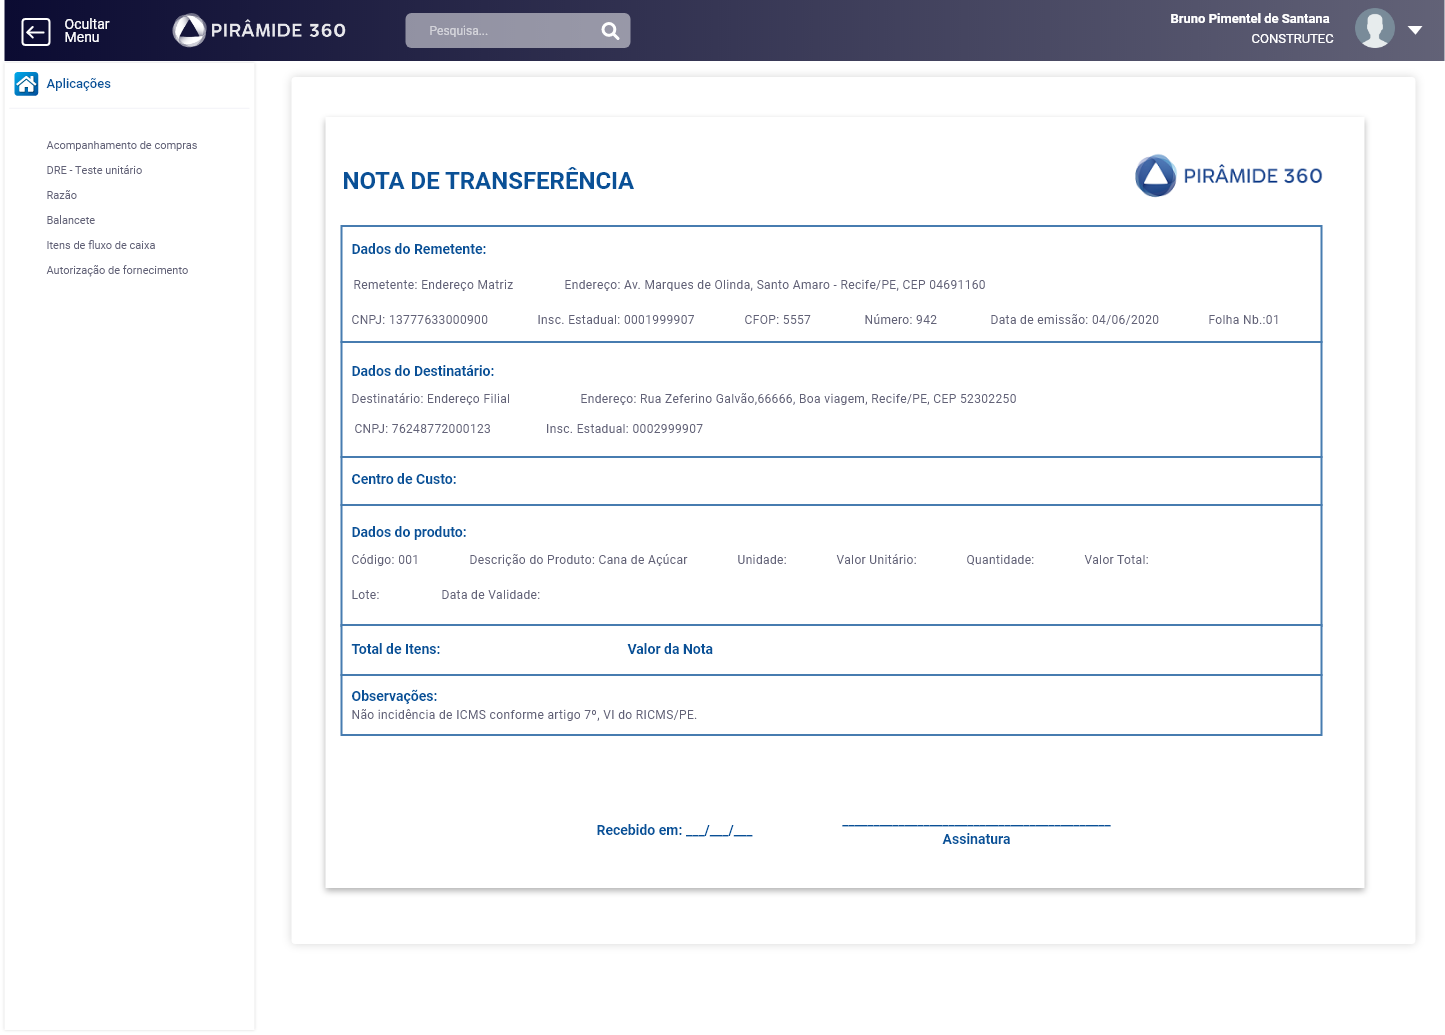 Ocultar
Menu
PIRÂMIDE 360
Pesquisa...
Bruno Pimentel de Santana
CONSTRUTEC
Aplicações
Acompanhamento de compras
DRE - Teste unitário
Razão
Balancete
Itens de fluxo de caixa
Autorização de fornecimento
NOTA DE TRANSFERÊNCIA
PIRÂMIDE 360
Dados do Remetente:
Remetente: Endereço Matriz Endereço: Av. Marques de Olinda, Santo Amaro - Recife/PE, CEP 04691160
CNPJ: 13777633000900 Insc. Estadual: 0001999907 CFOP: 5557 Número: 942 Data de emissão: 04/06/2020 Folha Nb.:01
Dados do Destinatário:
Destinatário: Endereço Filial Endereço: Rua Zeferino Galvão,66666, Boa viagem, Recife/PE, CEP 52302250
CNPJ: 76248772000123 Insc. Estadual: 0002999907
Centro de Custo:
Dados do produto:
Código: 001 Descrição do Produto: Cana de Açúcar Unidade: Valor Unitário: Quantidade: Valor Total:
Lote: Data de Validade:
Total de Itens: Valor da Nota
Observações:
Não incidência de ICMS conforme artigo 7º, VI do RICMS/PE.
Recebido em: ___/___/___
Assinatura